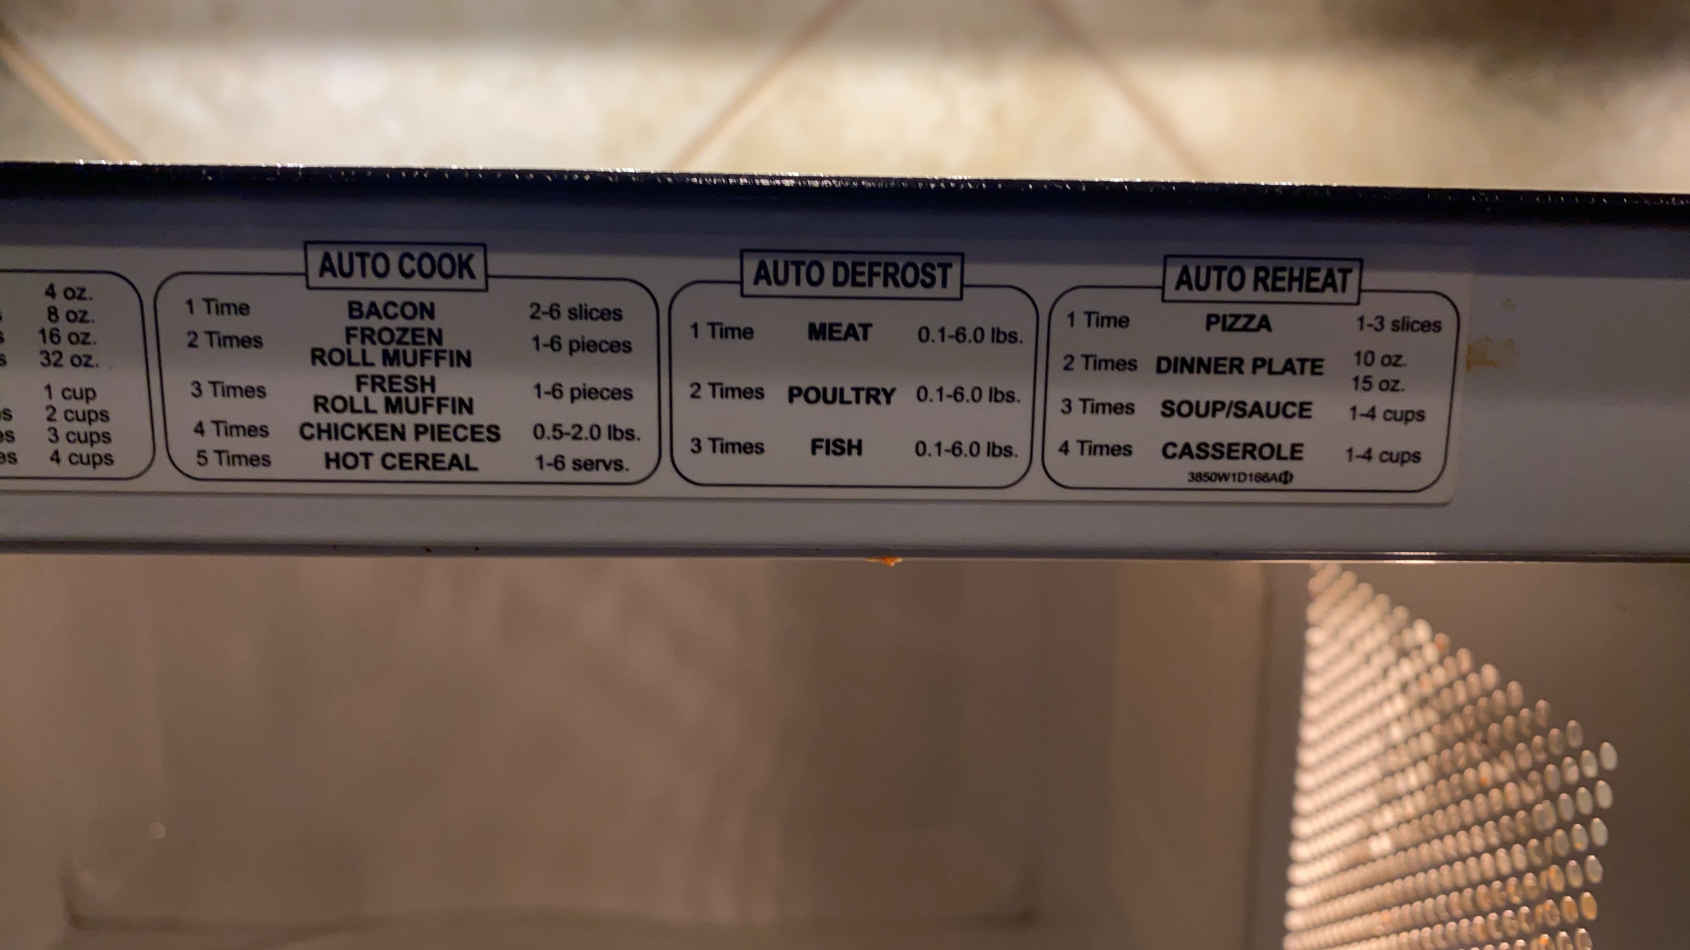 4 oz.
8 oz.
16 oz.
32 oz.
1 cup
2 cups
3 cups
4 cups
AUTO COOK
1 Time BACON 2-6 slices
2 Times FROZEN ROLL MUFFIN 1-6 pieces
3 Times FRESH ROLL MUFFIN 1-6 pieces
4 Times CHICKEN PIECES 0.5-2.0 lbs.
5 Times HOT CEREAL 1-6 servs.
AUTO DEFROST
1 Time MEAT 0.1-6.0 lbs.
2 Times POULTRY 0.1-6.0 lbs.
3 Times FISH 0.1-6.0 lbs.
AUTO REHEAT
1 Time PIZZA 1-3 slices
2 Times DINNER PLATE 10 oz.
15 oz.
3 Times SOUP/SAUCE 1-4 cups
4 Times CASSEROLE 1-4 cups
3850W1D166A